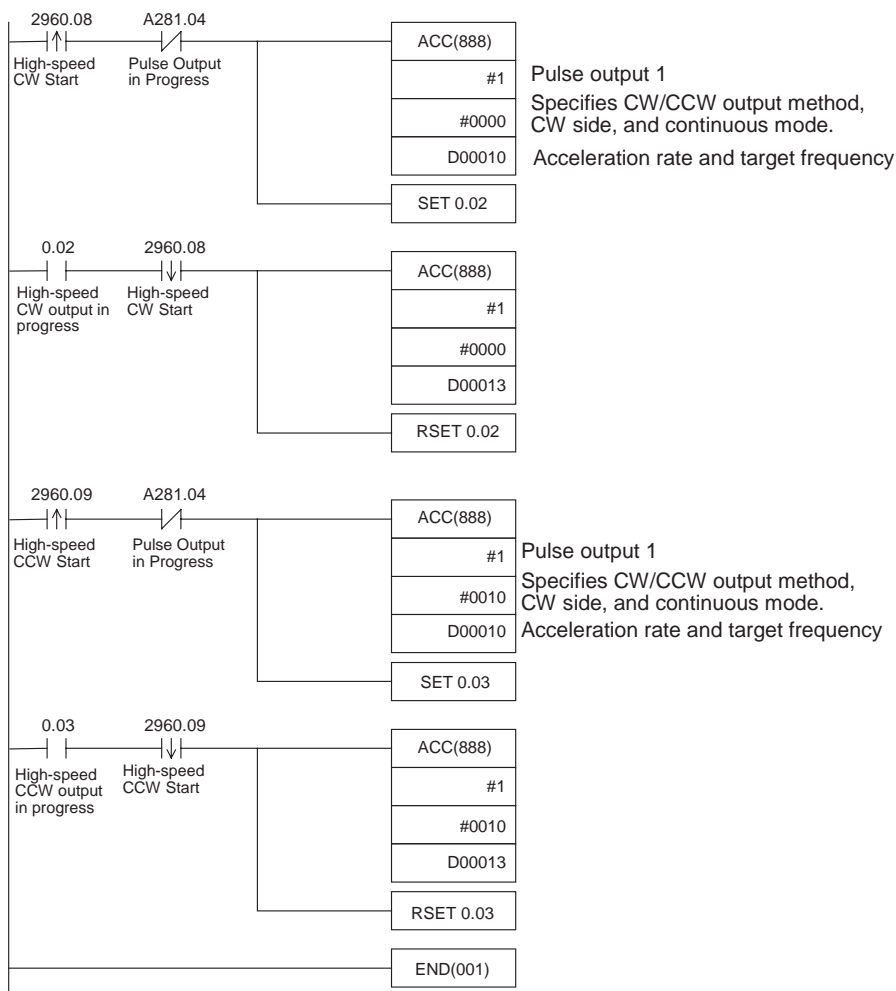 2960.08 A281.04
High-speed CW Start
Pulse Output in Progress
ACC(888)
#1 Pulse output 1
#0000 Specifies CW/CCW output method, CW side, and continuous mode.
D00010 Acceleration rate and target frequency
SET 0.02
0.02 2960.08
High-speed CW output in progress
High-speed CW Start
ACC(888)
#1
#0000
D00013
RSET 0.02
2960.09 A281.04
High-speed CCW Start
Pulse Output in Progress
ACC(888)
#1 Pulse output 1
#0010 Specifies CW/CCW output method, CW side, and continuous mode.
D00010 Acceleration rate and target frequency
SET 0.03
0.03 2960.09
High-speed CCW output in progress
High-speed CCW Start
ACC(888)
#1
#0010
D00013
RSET 0.03
END(001)